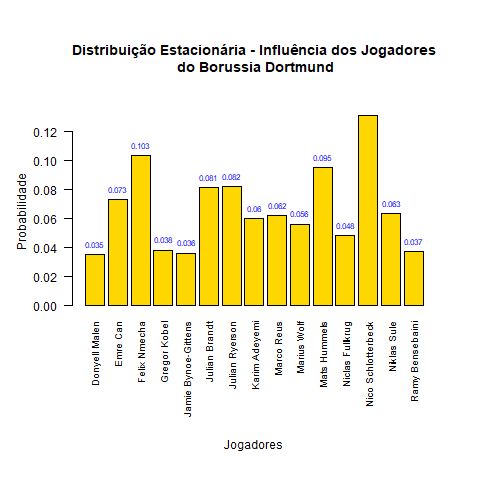 Distribuição Estacionária - Influência dos Jogadores
do Borussia Dortmund
Probabilidade
0.12
0.10
0.08
0.06
0.04
0.02
0.00
0.035
0.073
0.103
0.038
0.036
0.081
0.082
0.06
0.062
0.056
0.095
0.048
0.063
0.037
Donyell Malen
Emre Can
Felix Nmecha
Gregor Kobel
Jamie Bynoe-Gittens
Julian Brandt
Julian Ryerson
Karim Adeyemi
Marco Reus
Marius Wolf
Mats Hummels
Niclas Fullkrug
Nico Schlotterbeck
Niklas Sule
Ramy Bensebaini
Jogadores